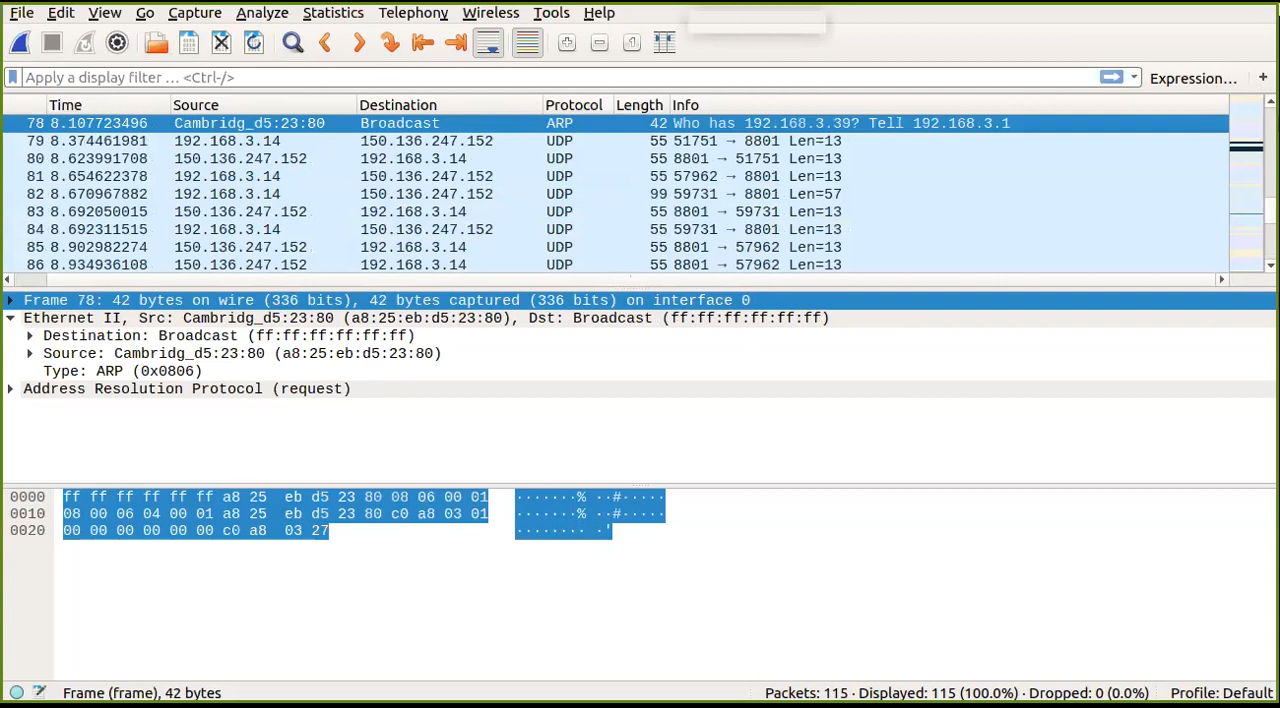 File Edit View Go Capture Analyze Statistics Telephony Wireless Tools Help
Apply a display filter … <Ctrl-/> Expression… +
Time Source Destination Protocol Length Info
78 8.107723496 Cambridg_d5:23:80 Broadcast ARP 42 Who has 192.168.3.39? Tell 192.168.3.1
79 8.374461981 192.168.3.14 150.136.247.152 UDP 55 51751 → 8801 Len=13
80 8.623991708 150.136.247.152 192.168.3.14 UDP 55 8801 → 51751 Len=13
81 8.654622378 192.168.3.14 150.136.247.152 UDP 55 57962 → 8801 Len=13
82 8.670967882 192.168.3.14 150.136.247.152 UDP 99 59731 → 8801 Len=57
83 8.692050015 150.136.247.152 192.168.3.14 UDP 55 8801 → 59731 Len=13
84 8.692311515 192.168.3.14 150.136.247.152 UDP 55 59731 → 8801 Len=13
85 8.902982274 150.136.247.152 192.168.3.14 UDP 55 8801 → 57962 Len=13
86 8.934936108 150.136.247.152 192.168.3.14 UDP 55 8801 → 57962 Len=13
Frame 78: 42 bytes on wire (336 bits), 42 bytes captured (336 bits) on interface 0
Ethernet II, Src: Cambridg_d5:23:80 (a8:25:eb:d5:23:80), Dst: Broadcast (ff:ff:ff:ff:ff:ff)
Destination: Broadcast (ff:ff:ff:ff:ff:ff)
Source: Cambridg_d5:23:80 (a8:25:eb:d5:23:80)
Type: ARP (0x0806)
Address Resolution Protocol (request)
0000 ff ff ff ff ff ff a8 25 eb d5 23 80 08 06 00 01 ·······% ··#·····
0010 08 00 06 04 00 01 a8 25 eb d5 23 80 c0 a8 03 01 ·······% ··#·····
0020 00 00 00 00 00 00 c0 a8 03 27 ········ ·'
Frame (frame), 42 bytes Packets: 115 · Displayed: 115 (100.0%) · Dropped: 0 (0.0%) Profile: Default